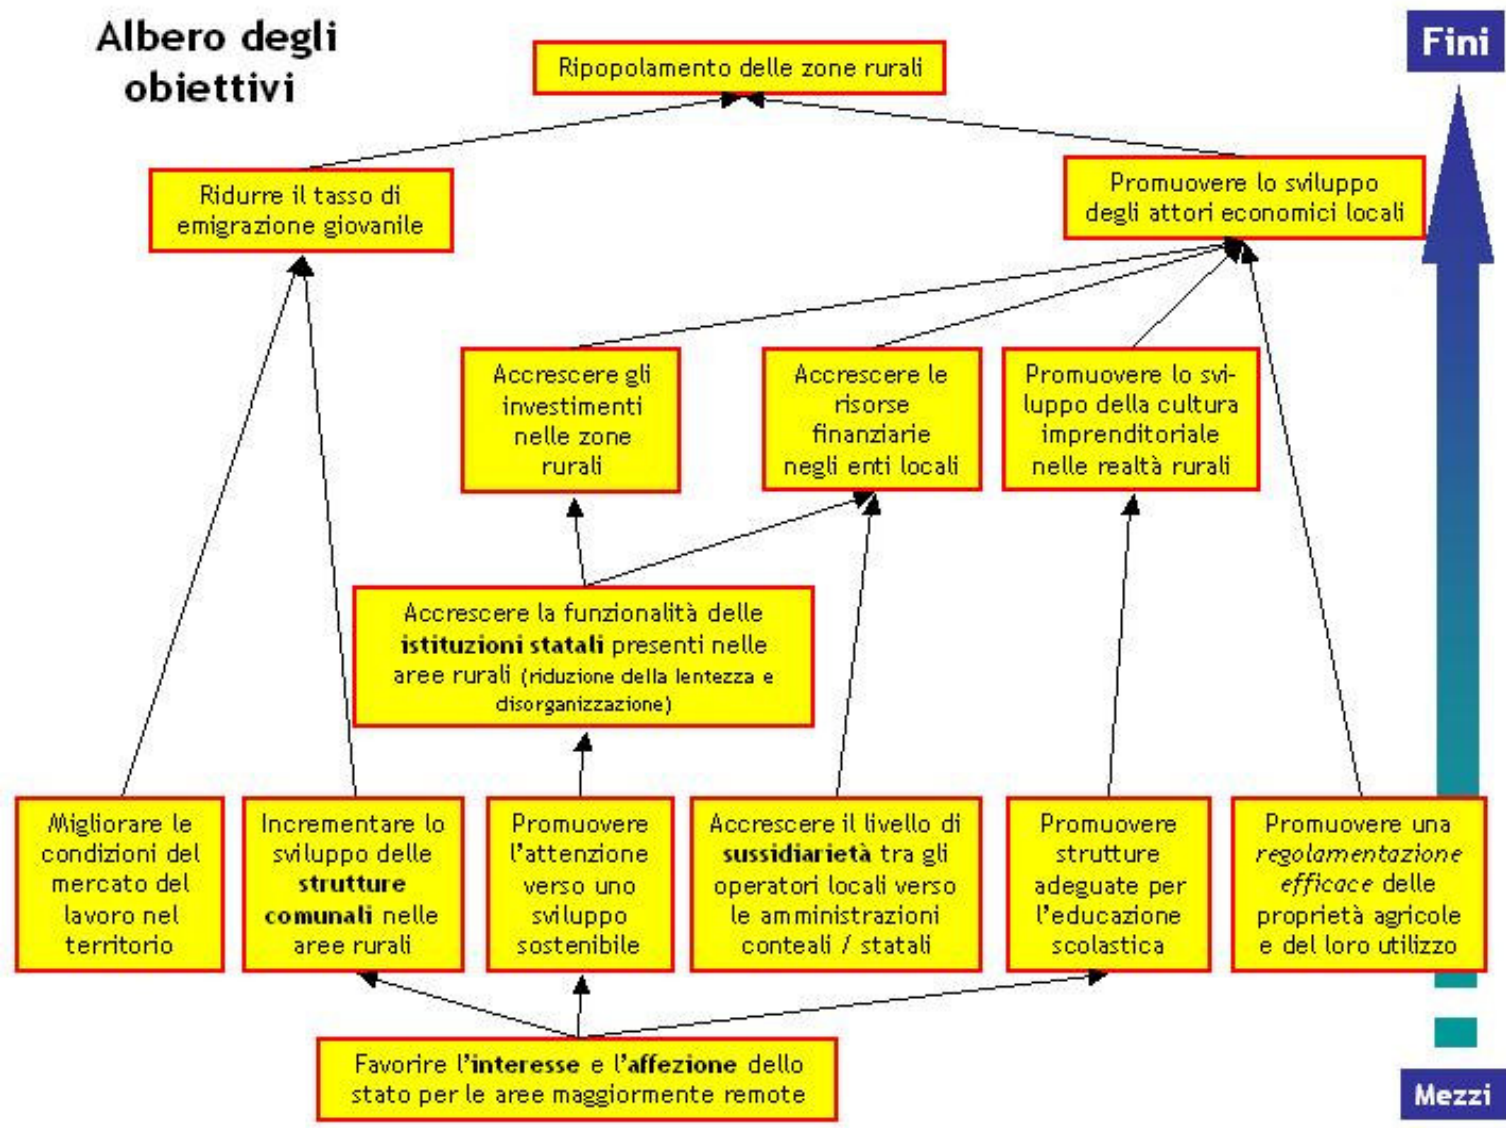 Albero degli
obiettivi
Fini
Ripopolamento delle zone rurali
Ridurre il tasso di
emigrazione giovanile
Promuovere lo sviluppo
degli attori economici locali
Accrescere gli
investimenti
nelle zone
rurali
Accrescere le
risorse
finanziarie
negli enti locali
Promuovere lo svi-
luppo della cultura
imprenditoriale
nelle realtà rurali
Accrescere la funzionalità delle
istituzioni statali presenti nelle
aree rurali (riduzione della lentezza e
disorganizzazione)
Migliorare le
condizioni del
mercato del
lavoro nel
territorio
Incrementare lo
sviluppo delle
strutture
comunali nelle
aree rurali
Promuovere
l'attenzione
verso uno
sviluppo
sostenibile
Accrescere il livello di
sussidiarietà tra gli
operatori locali verso
le amministrazioni
conteali / statali
Promuovere
strutture
adeguate per
l'educazione
scolastica
Promuovere una
regolamentazione
efficace delle
proprietà agricole
e del loro utilizzo
Favorire l'interesse e l'affezione dello
stato per le aree maggiormente remote
Mezzi